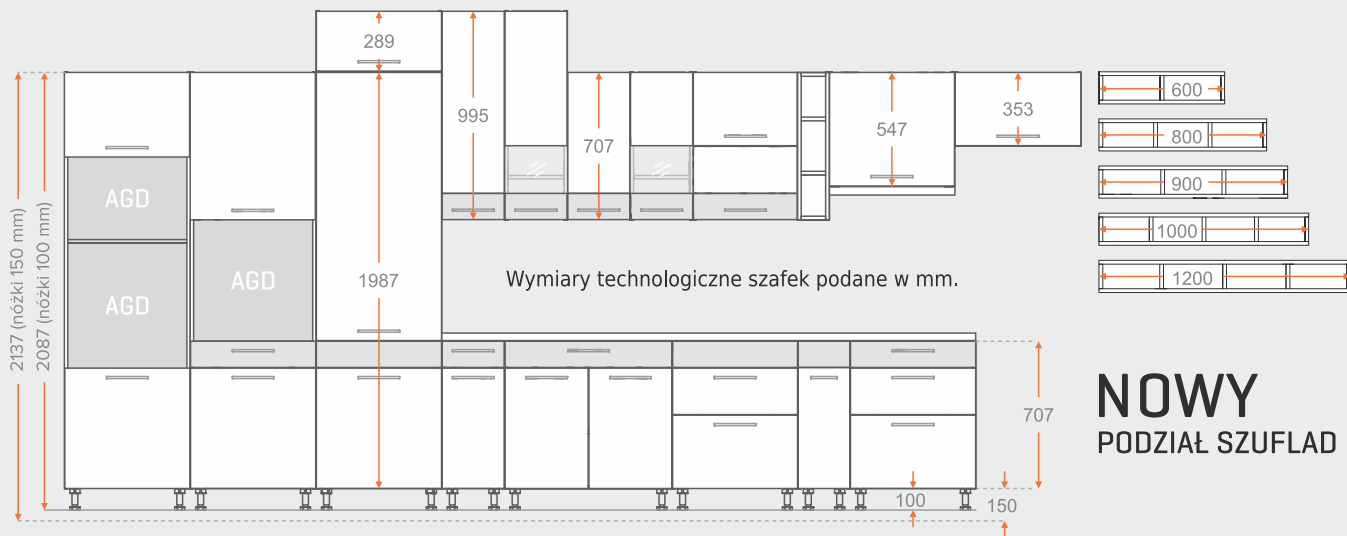 289
995
707
547
353
600
800
900
1000
1200
AGD
AGD
AGD
1987
Wymiary technologiczne szafek podane w mm.
2137 (nóżki 150 mm)
2087 (nóżki 100 mm)
707
100
150
NOWY
PODZIAŁ SZUFLAD